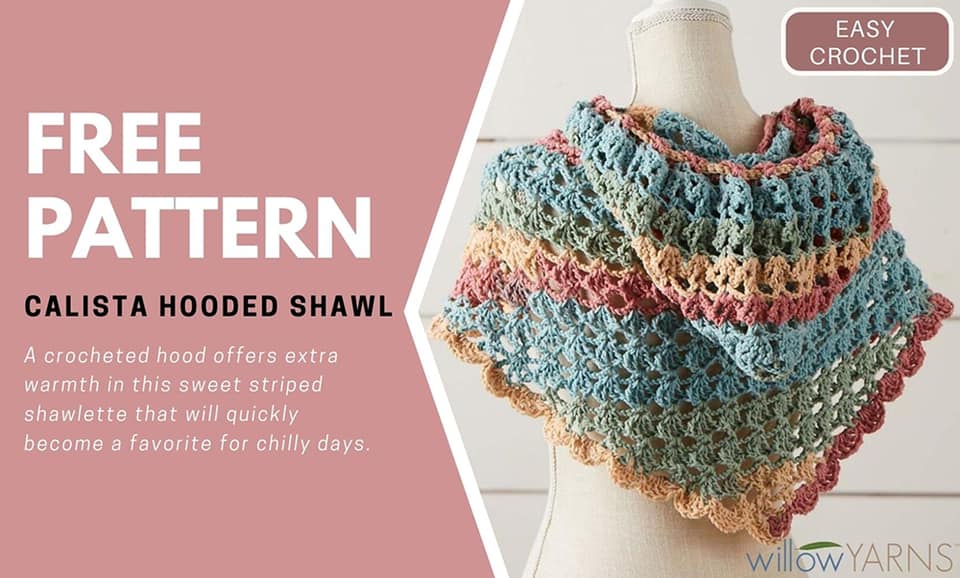 FREE
PATTERN
CALISTA HOODED SHAWL
A crocheted hood offers extra
warmth in this sweet striped
shawlette that will quickly
become a favorite for chilly days.
EASY
CROCHET
willowYARNS™